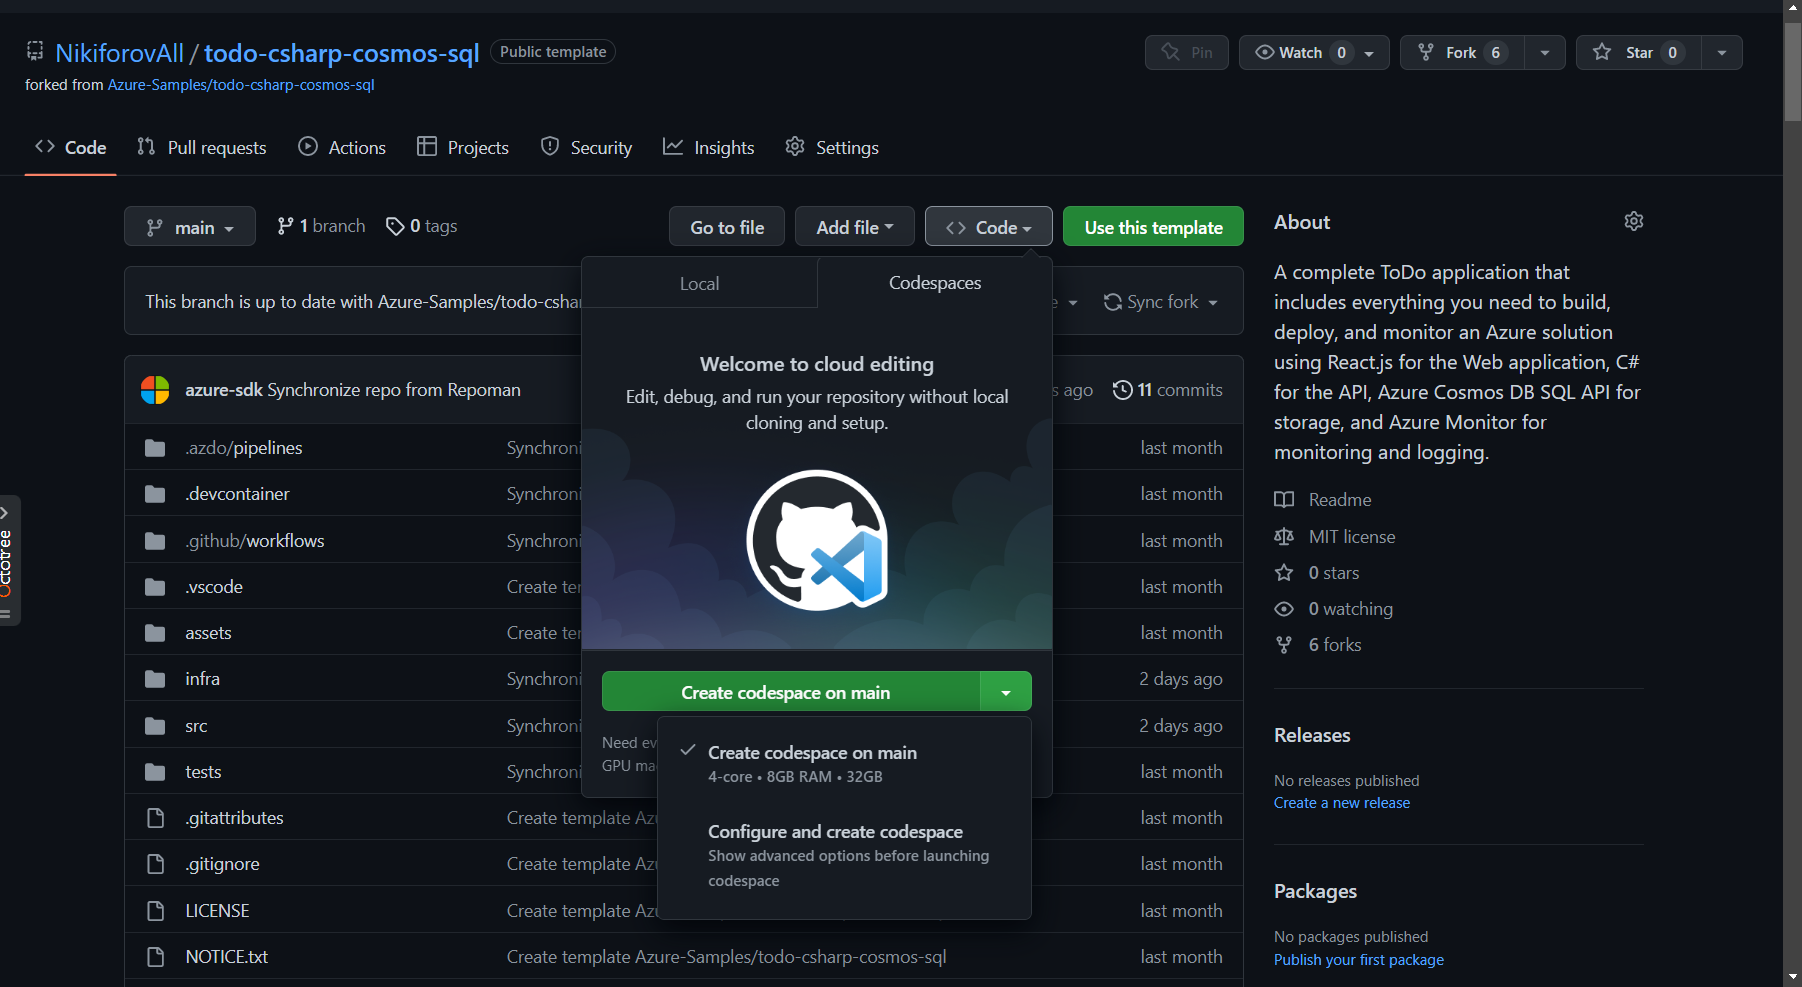 NikiforovAll / todo-csharp-cosmos-sql Public template
Pin Watch 0 Fork 6 Star 0
forked from Azure-Samples/todo-csharp-cosmos-sql
Code Pull requests Actions Projects Security Insights Settings
main 1 branch 0 tags
Go to file Add file Code Use this template
This branch is up to date with Azure-Samples/todo-csha
Sync fork
azure-sdk Synchronize repo from Repoman
ago 11 commits
.azdo/pipelines Synchroni last month
.devcontainer Synchroni last month
.github/workflows Synchroni last month
.vscode Create te last month
assets Create te last month
infra Synchroni 2 days ago
src Synchroni 2 days ago
tests Synchroni last month
.gitattributes Create template Az last month
.gitignore Create template Az last month
LICENSE Create template Az last month
NOTICE.txt Create template Azure-Samples/todo-csharp-cosmos-sql last month
Local Codespaces
Welcome to cloud editing
Edit, debug, and run your repository without local
cloning and setup.
Create codespace on main
Need ev
GPU ma
Create codespace on main
4-core • 8GB RAM • 32GB
Configure and create codespace
Show advanced options before launching
codespace
About
A complete ToDo application that
includes everything you need to build,
deploy, and monitor an Azure solution
using React.js for the Web application, C#
for the API, Azure Cosmos DB SQL API for
storage, and Azure Monitor for
monitoring and logging.
Readme
MIT license
0 stars
0 watching
6 forks
Releases
No releases published
Create a new release
Packages
No packages published
Publish your first package
Octotree